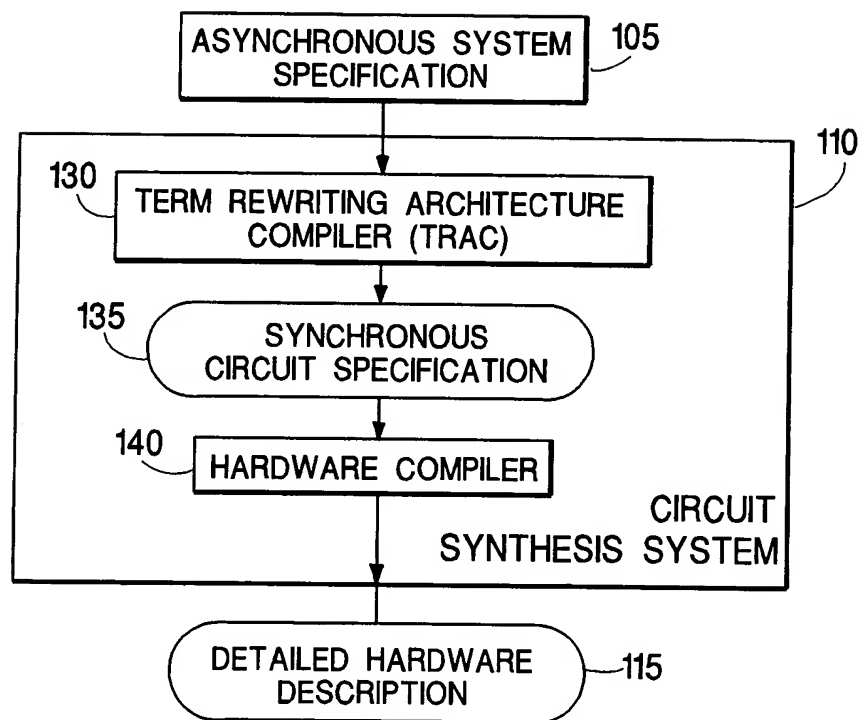 ASYNCHRONOUS SYSTEM
SPECIFICATION
105
110
130
TERM REWRITING ARCHITECTURE
COMPILER (TRAC)
135
SYNCHRONOUS
CIRCUIT SPECIFICATION
140
HARDWARE COMPILER
CIRCUIT
SYNTHESIS SYSTEM
DETAILED HARDWARE
DESCRIPTION
115